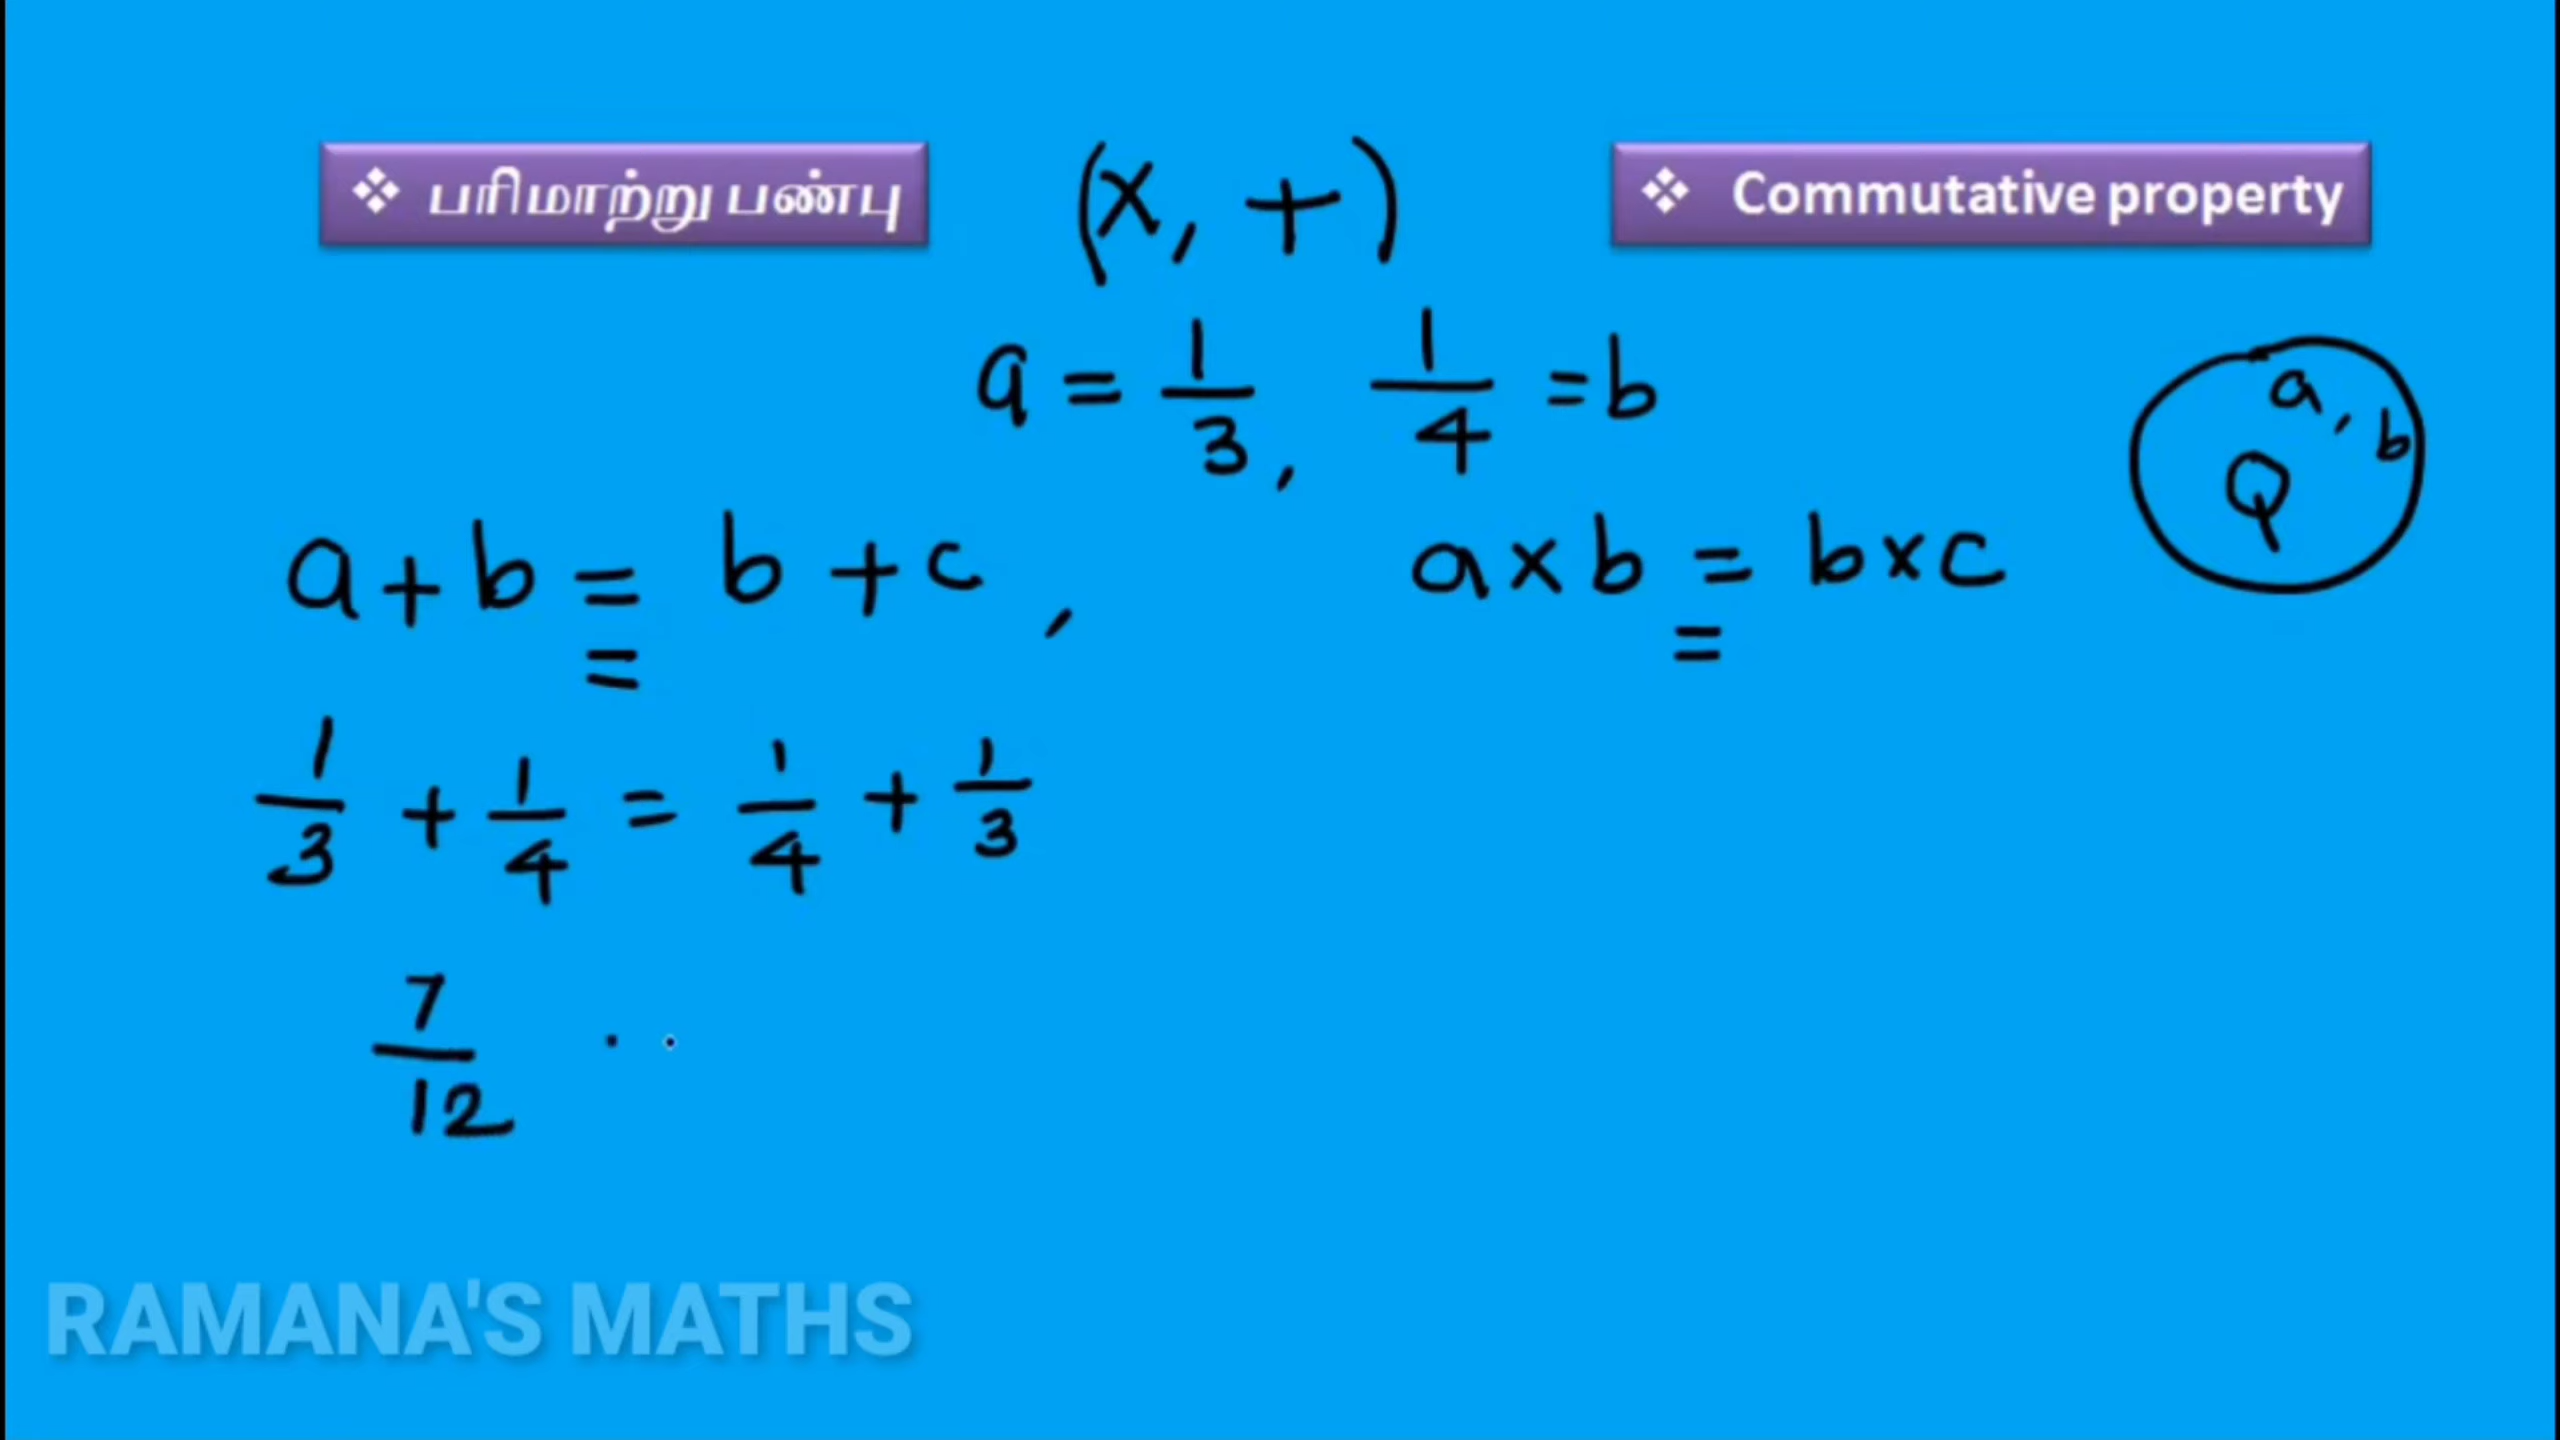 ❖ பரிமாற்று பண்பு (x, +) ❖ Commutative property
a = 1/3, 1/4 = b
a, b
Q
a + b = b + c, a x b = b x c
= =
1/3 + 1/4 = 1/4 + 1/3
7/12
RAMANA'S MATHS